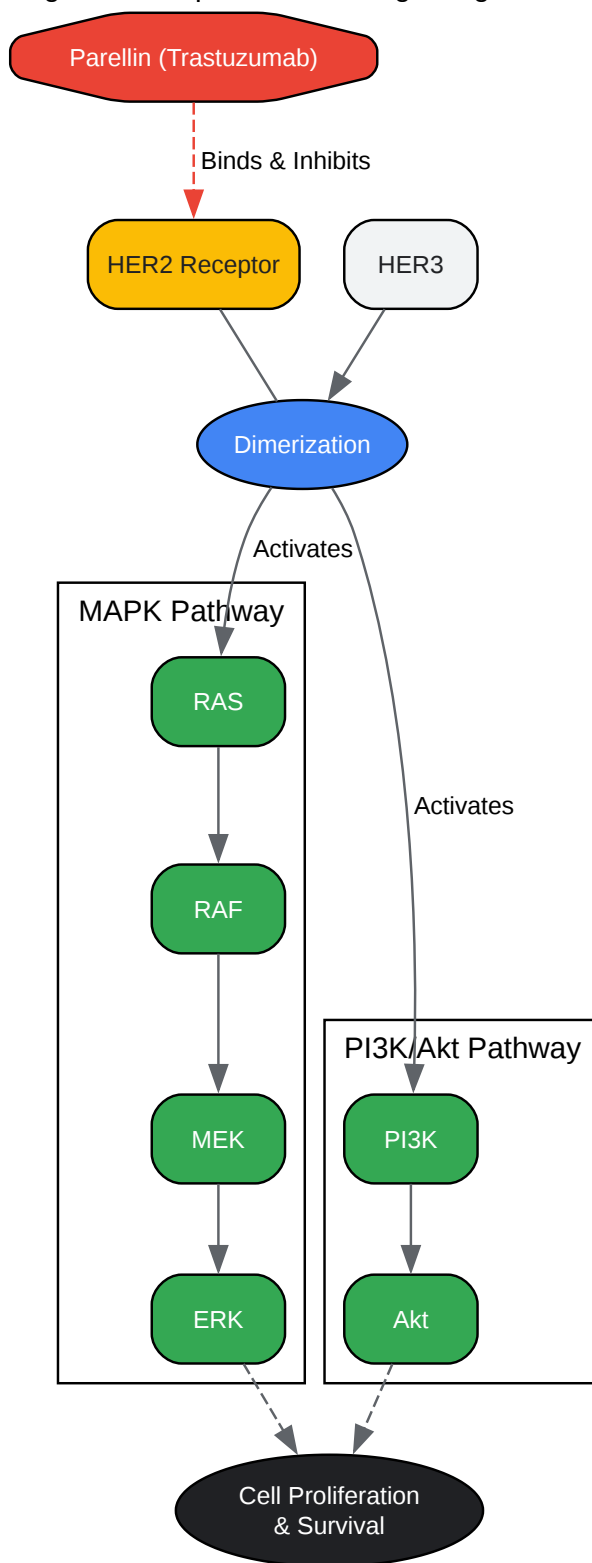 Parellin (Trastuzumab)
Binds & Inhibits
HER2 Receptor
HER3
Dimerization
Activates
MAPK Pathway
RAS
RAF
Activates
PI3K/Akt Pathway
MEK
PI3K
ERK
Akt
Cell Proliferation
& Survival